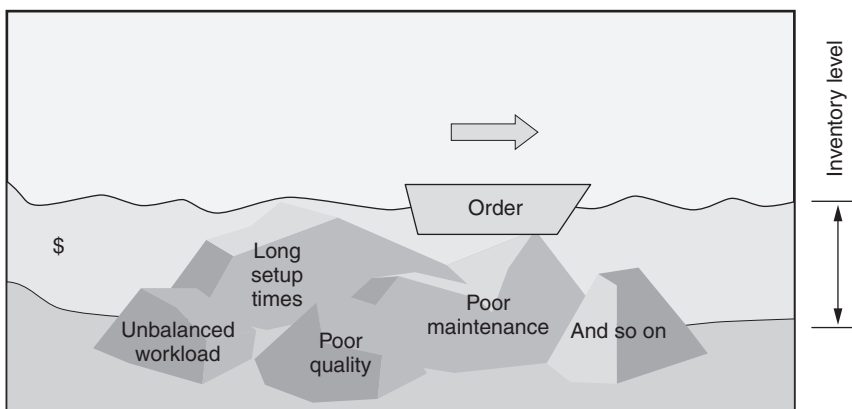 Inventory level
Order
$
Long
setup
times
Unbalanced
workload
Poor
quality
Poor
maintenance
And so on